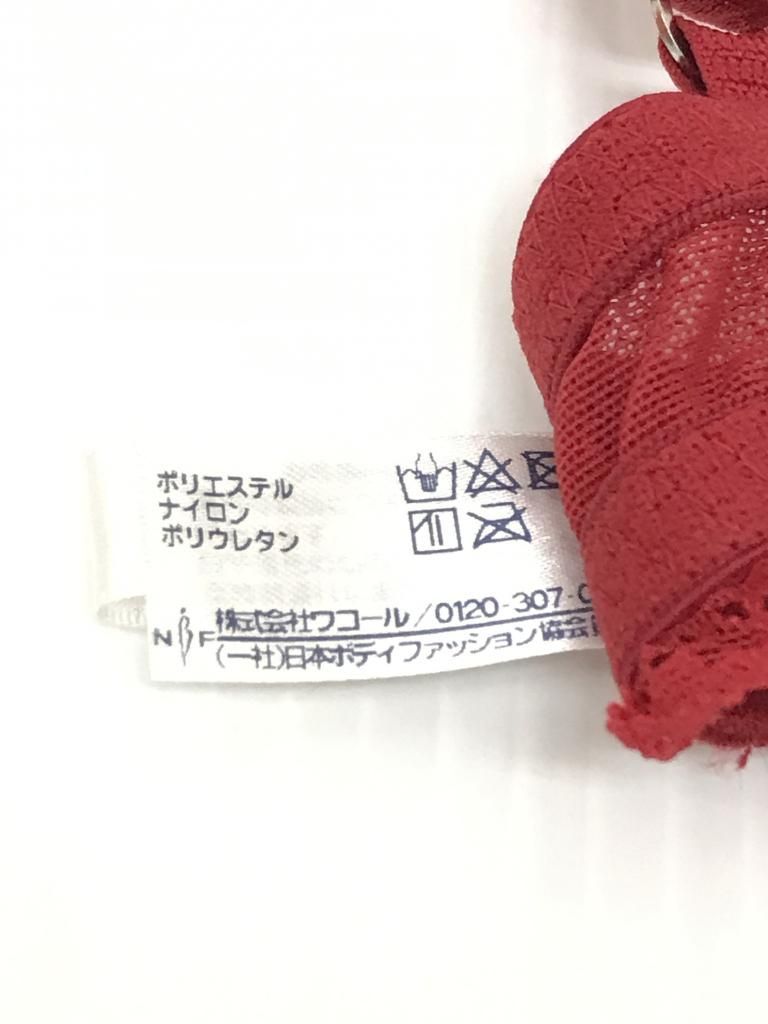 ポリエステル
ナイロン
ポリウレタン
株式会社ワコール/0120-307-
N F
(一社)日本ボディファッション協会